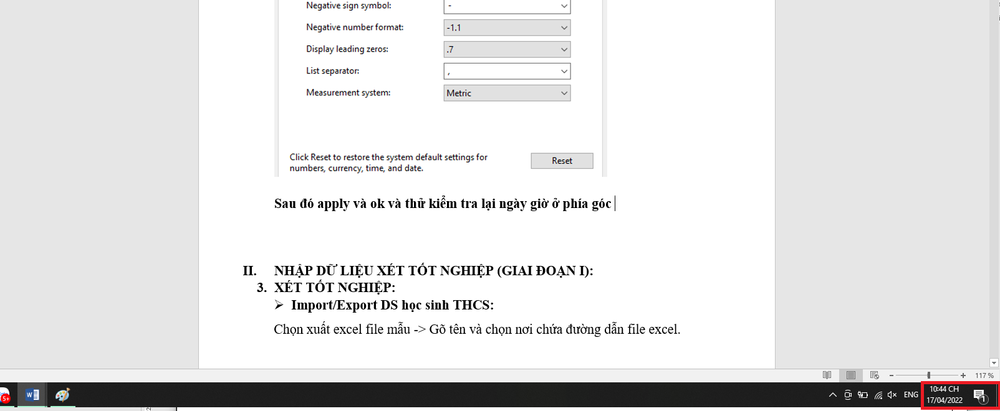 Negative sign symbol: -
Negative number format: -1.1
Display leading zeros: .7
List separator: ,
Measurement system: Metric
Click Reset to restore the system default settings for
numbers, currency, time, and date.
Reset
Sau đó apply và ok và thử kiểm tra lại ngày giờ ở phía góc
II. NHẬP DỮ LIỆU XÉT TỐT NGHIỆP (GIAI ĐOẠN I):
3. XÉT TỐT NGHIỆP:
➢ Import/Export DS học sinh THCS:
Chọn xuất excel file mẫu -> Gõ tên và chọn nơi chứa đường dẫn file excel.
117 %
5+
W
ENG
10:44 CH
17/04/2022
1